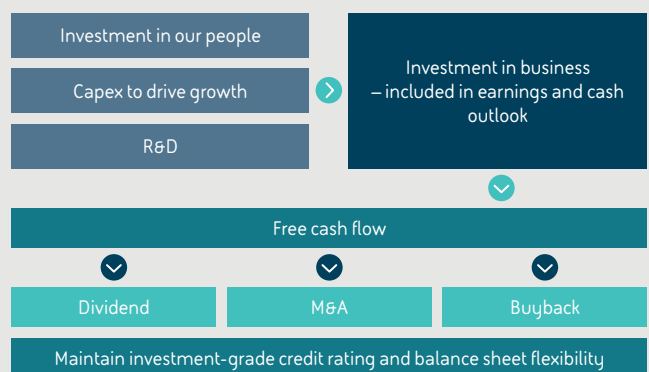 Investment in our people
Capex to drive growth
R&D
Investment in business
– included in earnings and cash
outlook
Free cash flow
Dividend
M&A
Buyback
Maintain investment-grade credit rating and balance sheet flexibility